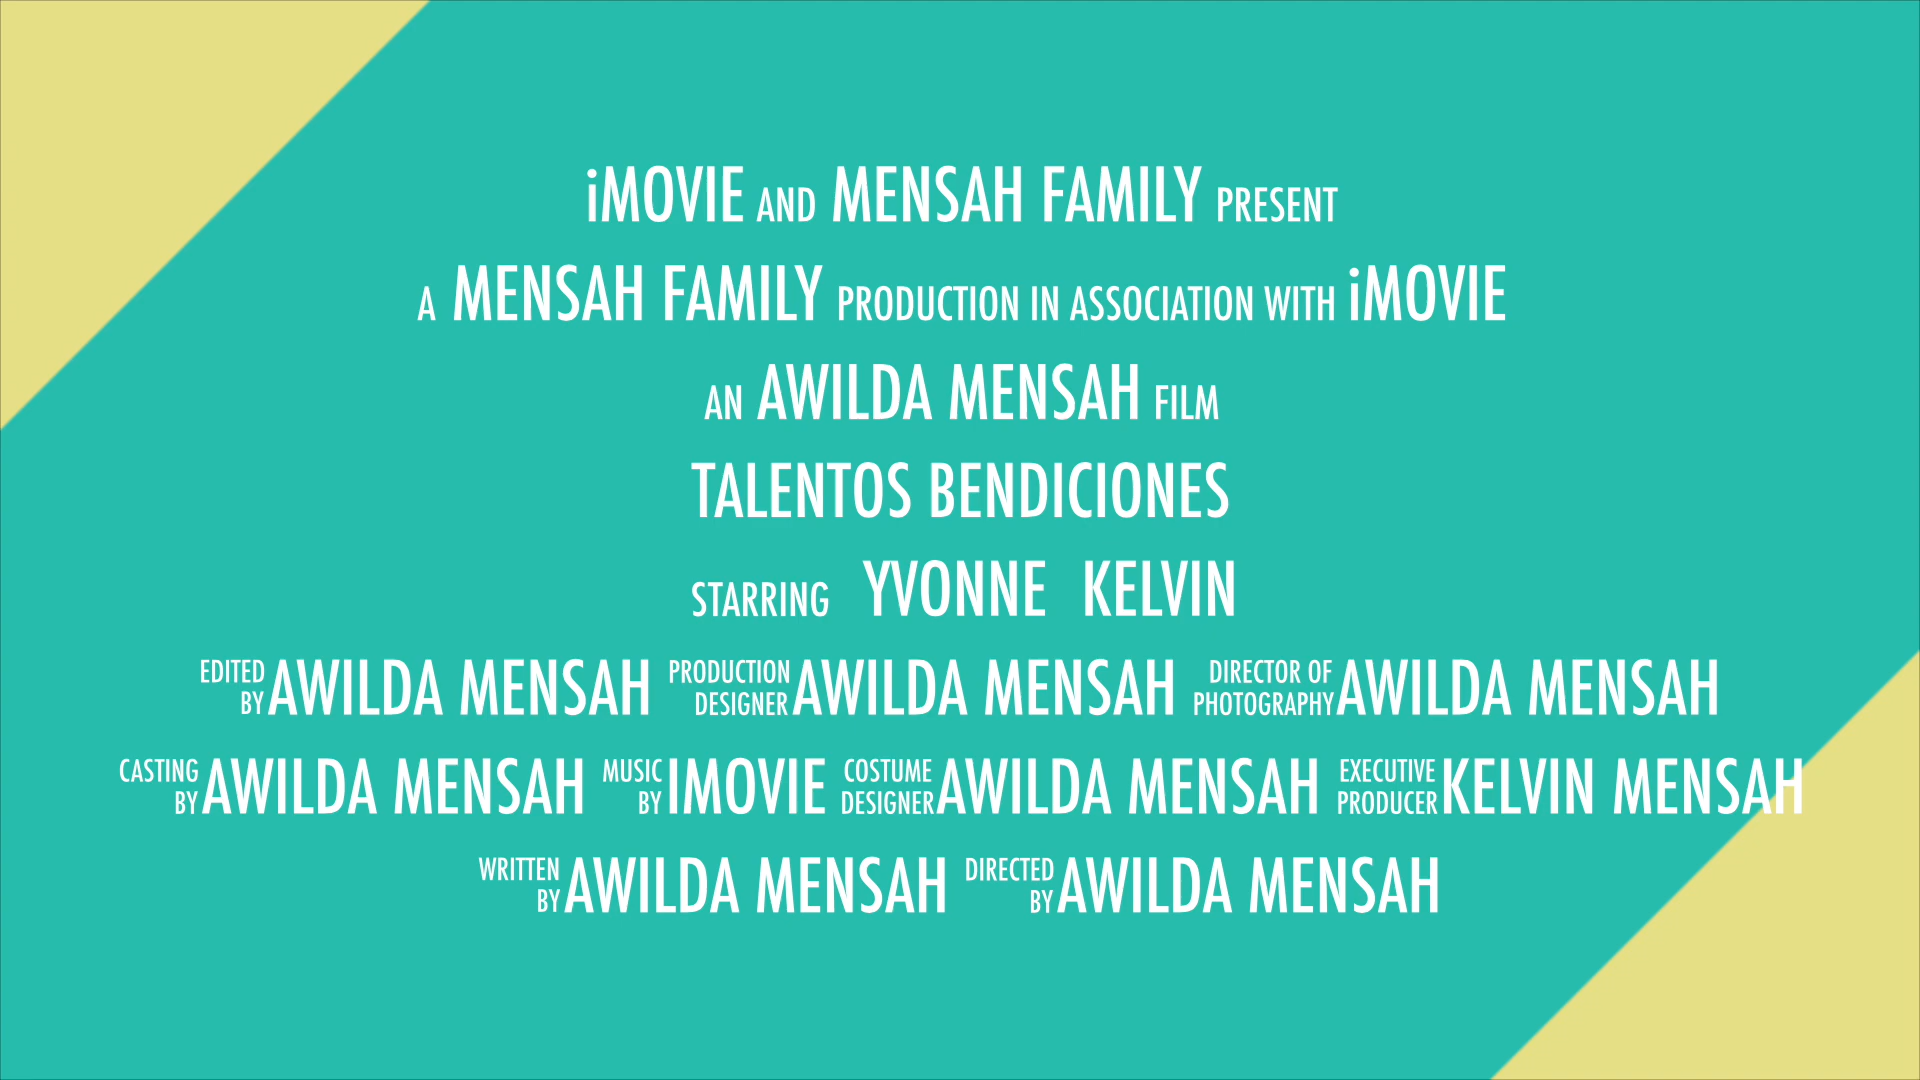 iMOVIE AND MENSAH FAMILY PRESENT
A MENSAH FAMILY PRODUCTION IN ASSOCIATION WITH iMOVIE
AN AWILDA MENSAH FILM
TALENTOS BENDICIONES
STARRING YVONNE KELVIN
EDITED BY AWILDA MENSAH PRODUCTION DESIGNER AWILDA MENSAH DIRECTOR OF PHOTOGRAPHY AWILDA MENSAH
CASTING BY AWILDA MENSAH MUSIC BY IMOVIE COSTUME DESIGNER AWILDA MENSAH EXECUTIVE PRODUCER KELVIN MENSAH
WRITTEN BY AWILDA MENSAH DIRECTED BY AWILDA MENSAH